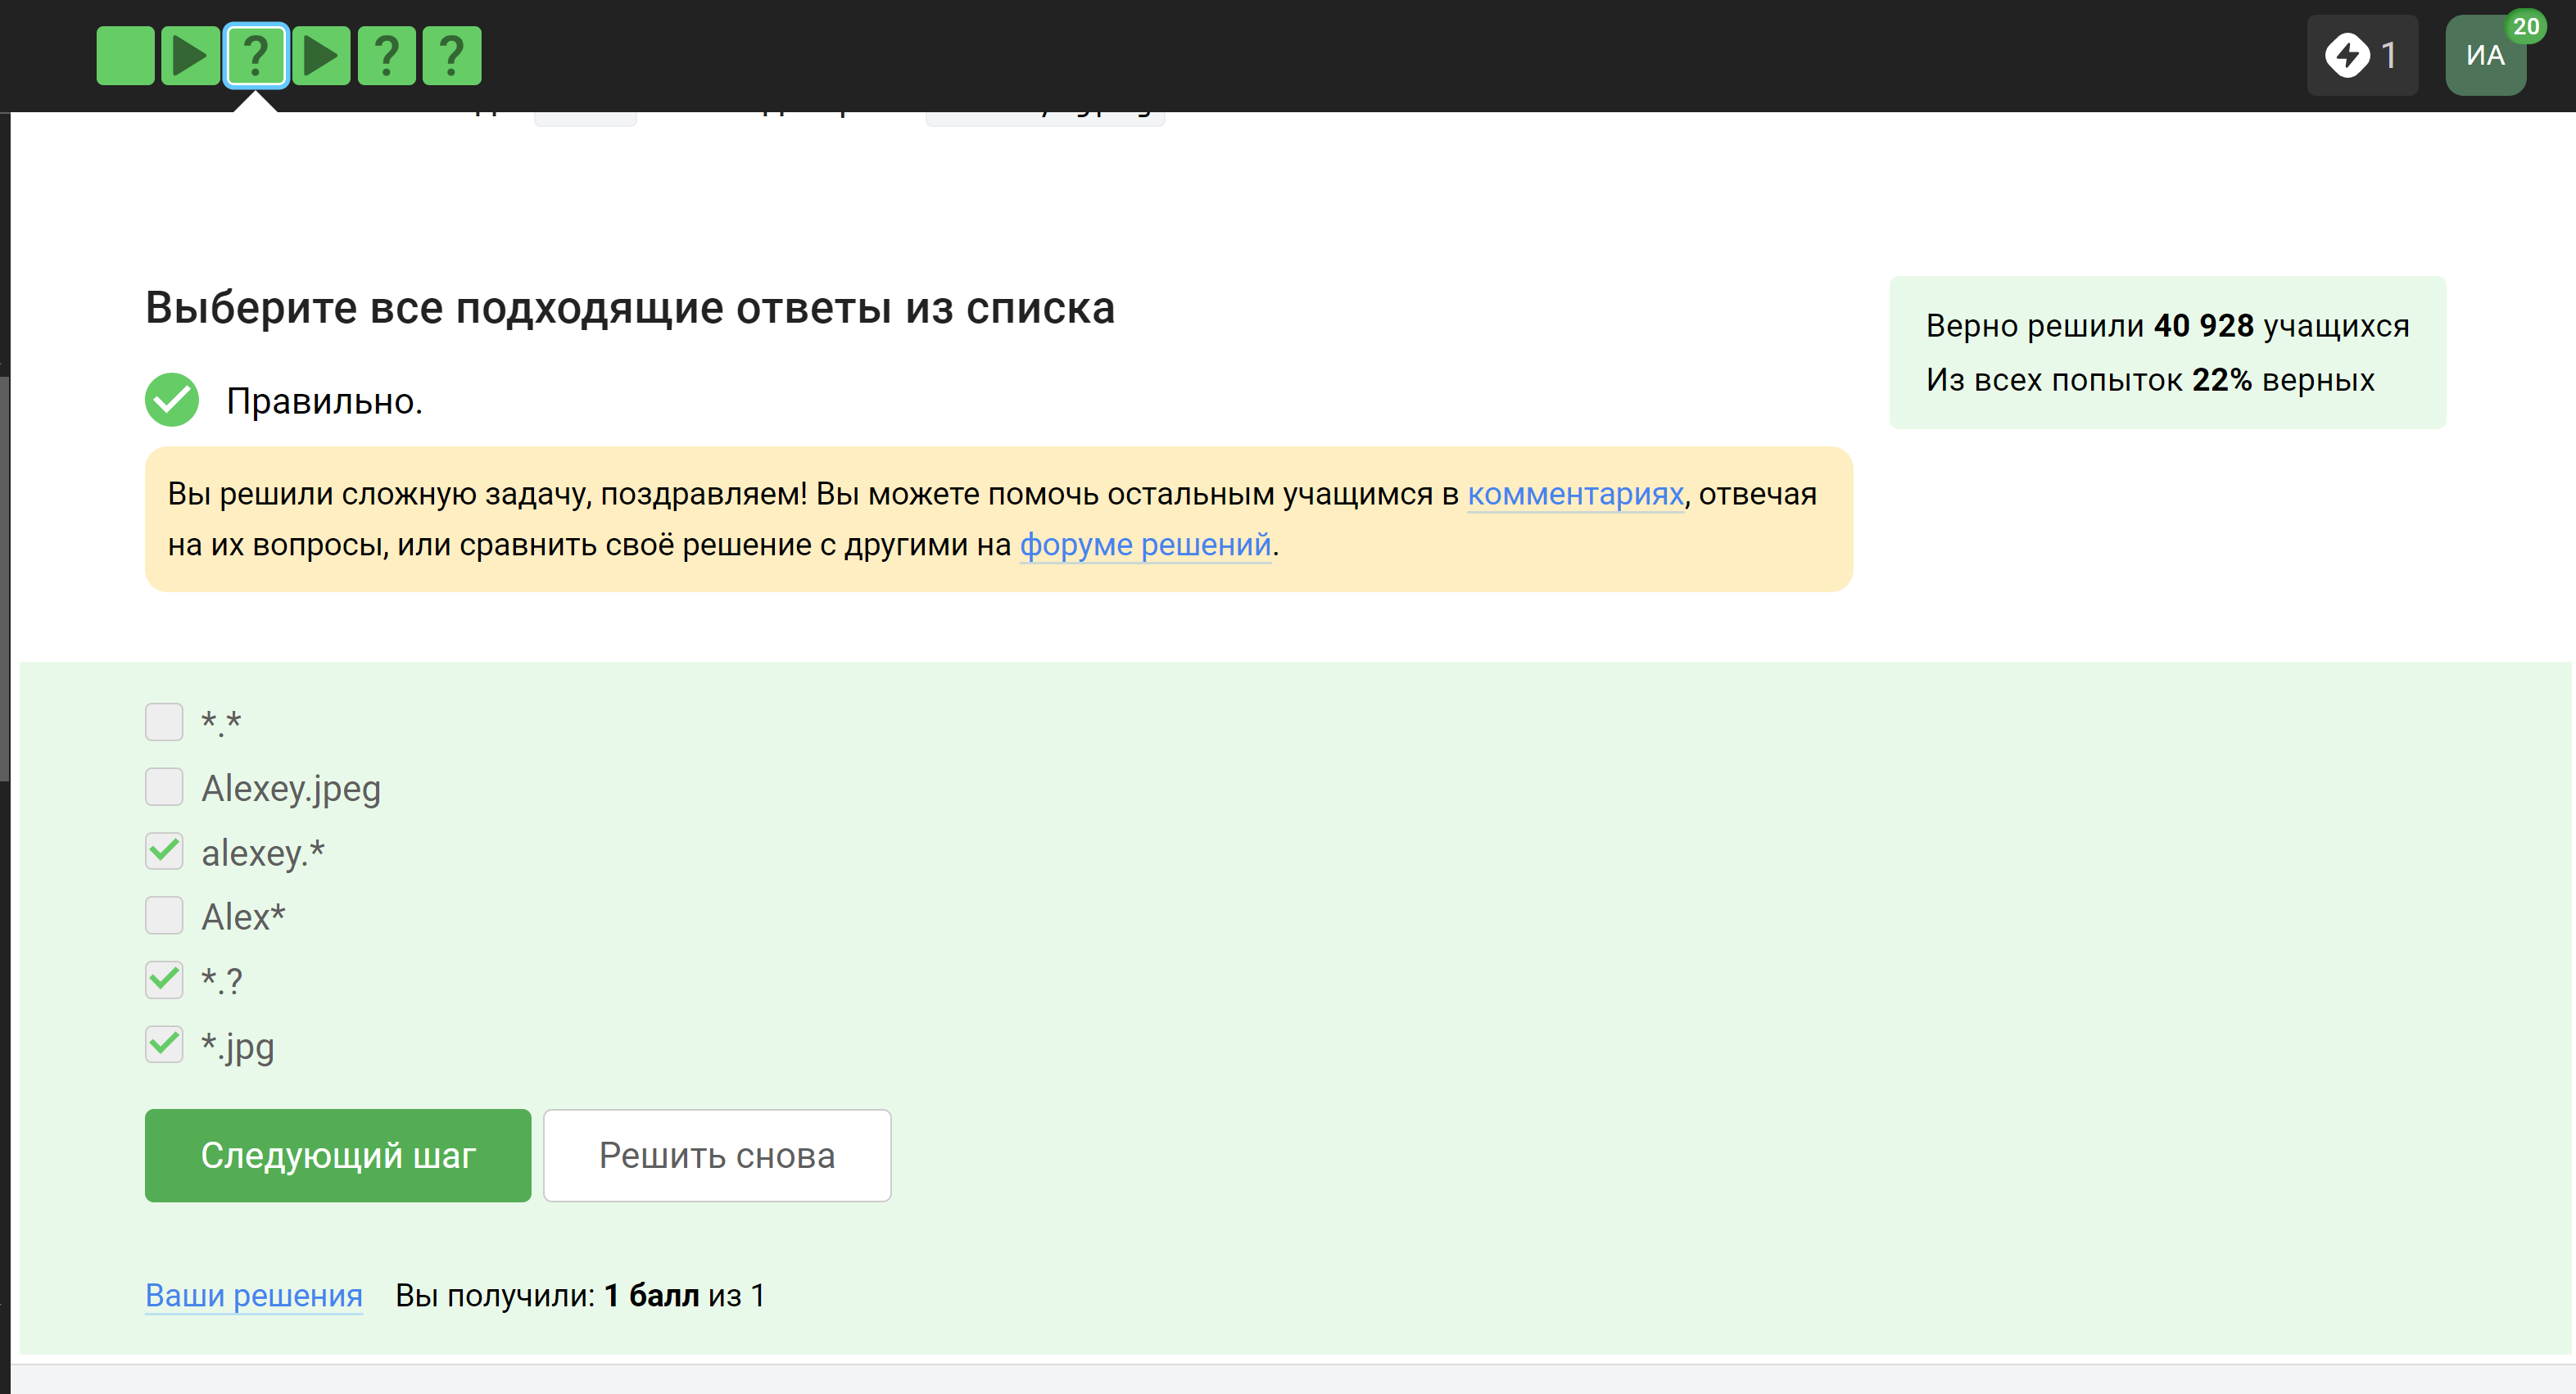 ? ? ?
1
ИА
20
Выберите все подходящие ответы из списка
Верно решили 40 928 учащихся
Из всех попыток 22% верных
Правильно.
Вы решили сложную задачу, поздравляем! Вы можете помочь остальным учащимся в комментариях, отвечая
на их вопросы, или сравнить своё решение с другими на форуме решений.
*.*
Alexey.jpeg
alexey.*
Alex*
*.?
*.jpg
Следующий шаг
Решить снова
Ваши решения Вы получили: 1 балл из 1